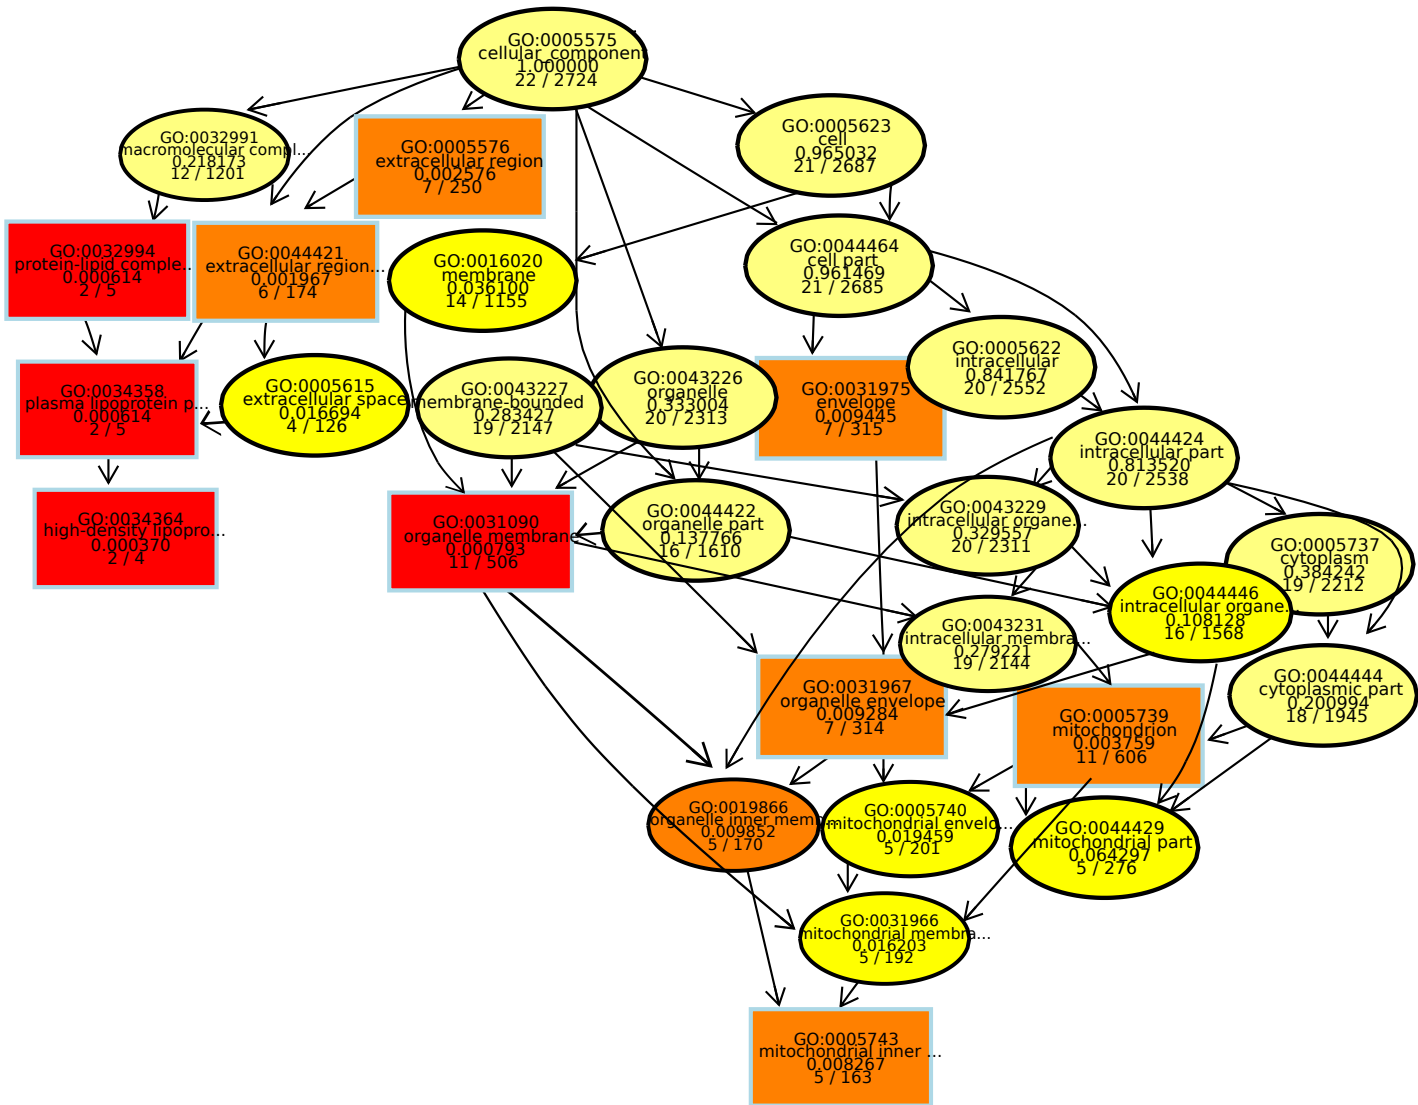 GO:0005575
cellular_component
1.000000
22 / 2724
GO:0032991
macromolecular compl...
0.218173
12 / 1201
GO:0005576
extracellular region
0.002576
7 / 250
GO:0005623
cell
0.965032
21 / 2687
GO:0032994
protein-lipid comple...
0.000614
2 / 5
GO:0044421
extracellular region...
0.001967
6 / 174
GO:0016020
membrane
0.036100
14 / 1155
GO:0044464
cell part
0.961469
21 / 2685
GO:0034358
plasma lipoprotein p...
0.000614
2 / 5
GO:0005615
extracellular space
0.016694
4 / 126
GO:0043227
membrane-bounded
0.283427
19 / 2147
GO:0043226
organelle
0.333004
20 / 2313
GO:0031975
envelope
0.009445
7 / 315
GO:0005622
intracellular
0.841767
20 / 2552
GO:0044424
intracellular part
0.813520
20 / 2538
GO:0034364
high-density lipopro...
0.000370
2 / 4
GO:0031090
organelle membrane
0.000793
11 / 506
GO:0044422
organelle part
0.137766
16 / 1610
GO:0043229
intracellular organe...
0.329557
20 / 2311
GO:0005737
cytoplasm
0.384242
19 / 2212
GO:0044446
intracellular organe...
0.108128
16 / 1568
GO:0043231
intracellular membra...
0.279221
19 / 2144
GO:0031967
organelle envelope
0.009284
7 / 314
GO:0005739
mitochondrion
0.003759
11 / 606
GO:0044444
cytoplasmic part
0.200994
18 / 1945
GO:0019866
organelle inner memb...
0.009852
5 / 170
GO:0005740
mitochondrial envelo...
0.019459
5 / 201
GO:0044429
mitochondrial part
0.064297
5 / 276
GO:0031966
mitochondrial membra...
0.016203
5 / 192
GO:0005743
mitochondrial inner ...
0.008267
5 / 163